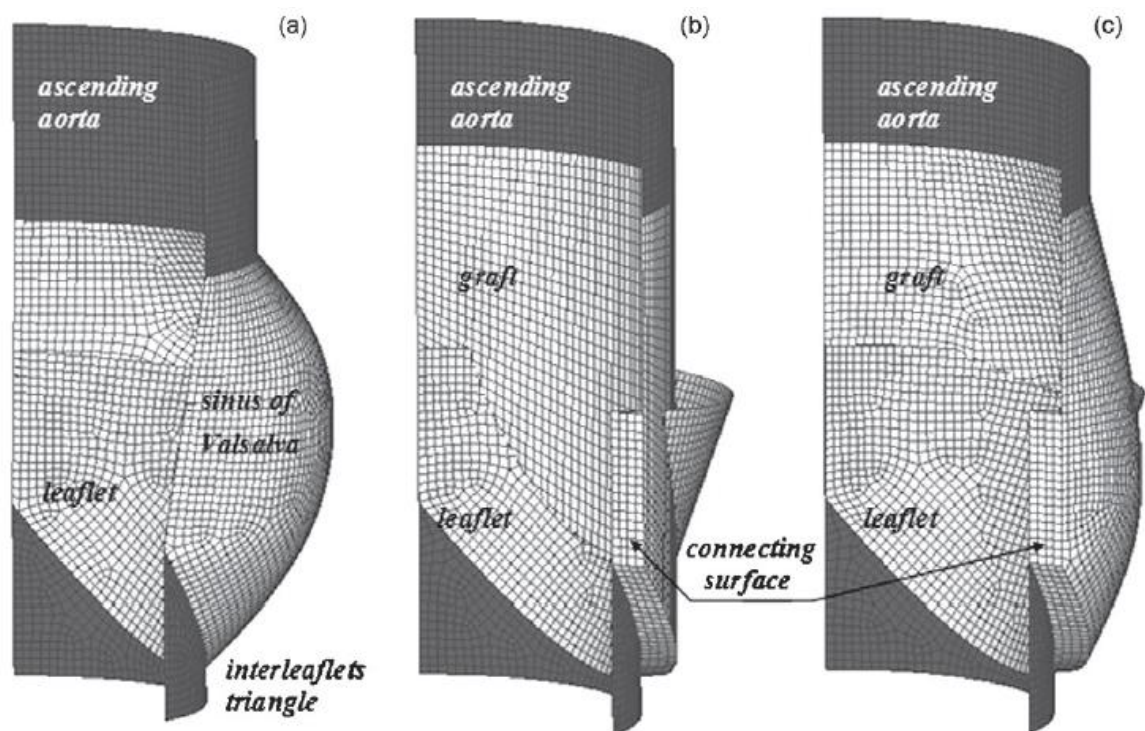 (a)
ascending
aorta
sinus of
Valsalva
leaflet
interleaflets
triangle
(b)
ascending
aorta
graft
leaflet
connecting
surface
(c)
ascending
aorta
graft
leaflet